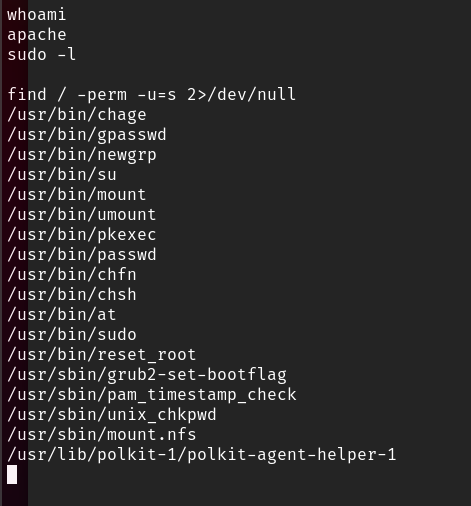 whoami
apache
sudo -l
find / -perm -u=s 2>/dev/null
/usr/bin/chage
/usr/bin/gpasswd
/usr/bin/newgrp
/usr/bin/su
/usr/bin/mount
/usr/bin/umount
/usr/bin/pkexec
/usr/bin/passwd
/usr/bin/chfn
/usr/bin/chsh
/usr/bin/at
/usr/bin/sudo
/usr/bin/reset_root
/usr/sbin/grub2-set-bootflag
/usr/sbin/pam_timestamp_check
/usr/sbin/unix_chkpwd
/usr/sbin/mount.nfs
/usr/lib/polkit-1/polkit-agent-helper-1